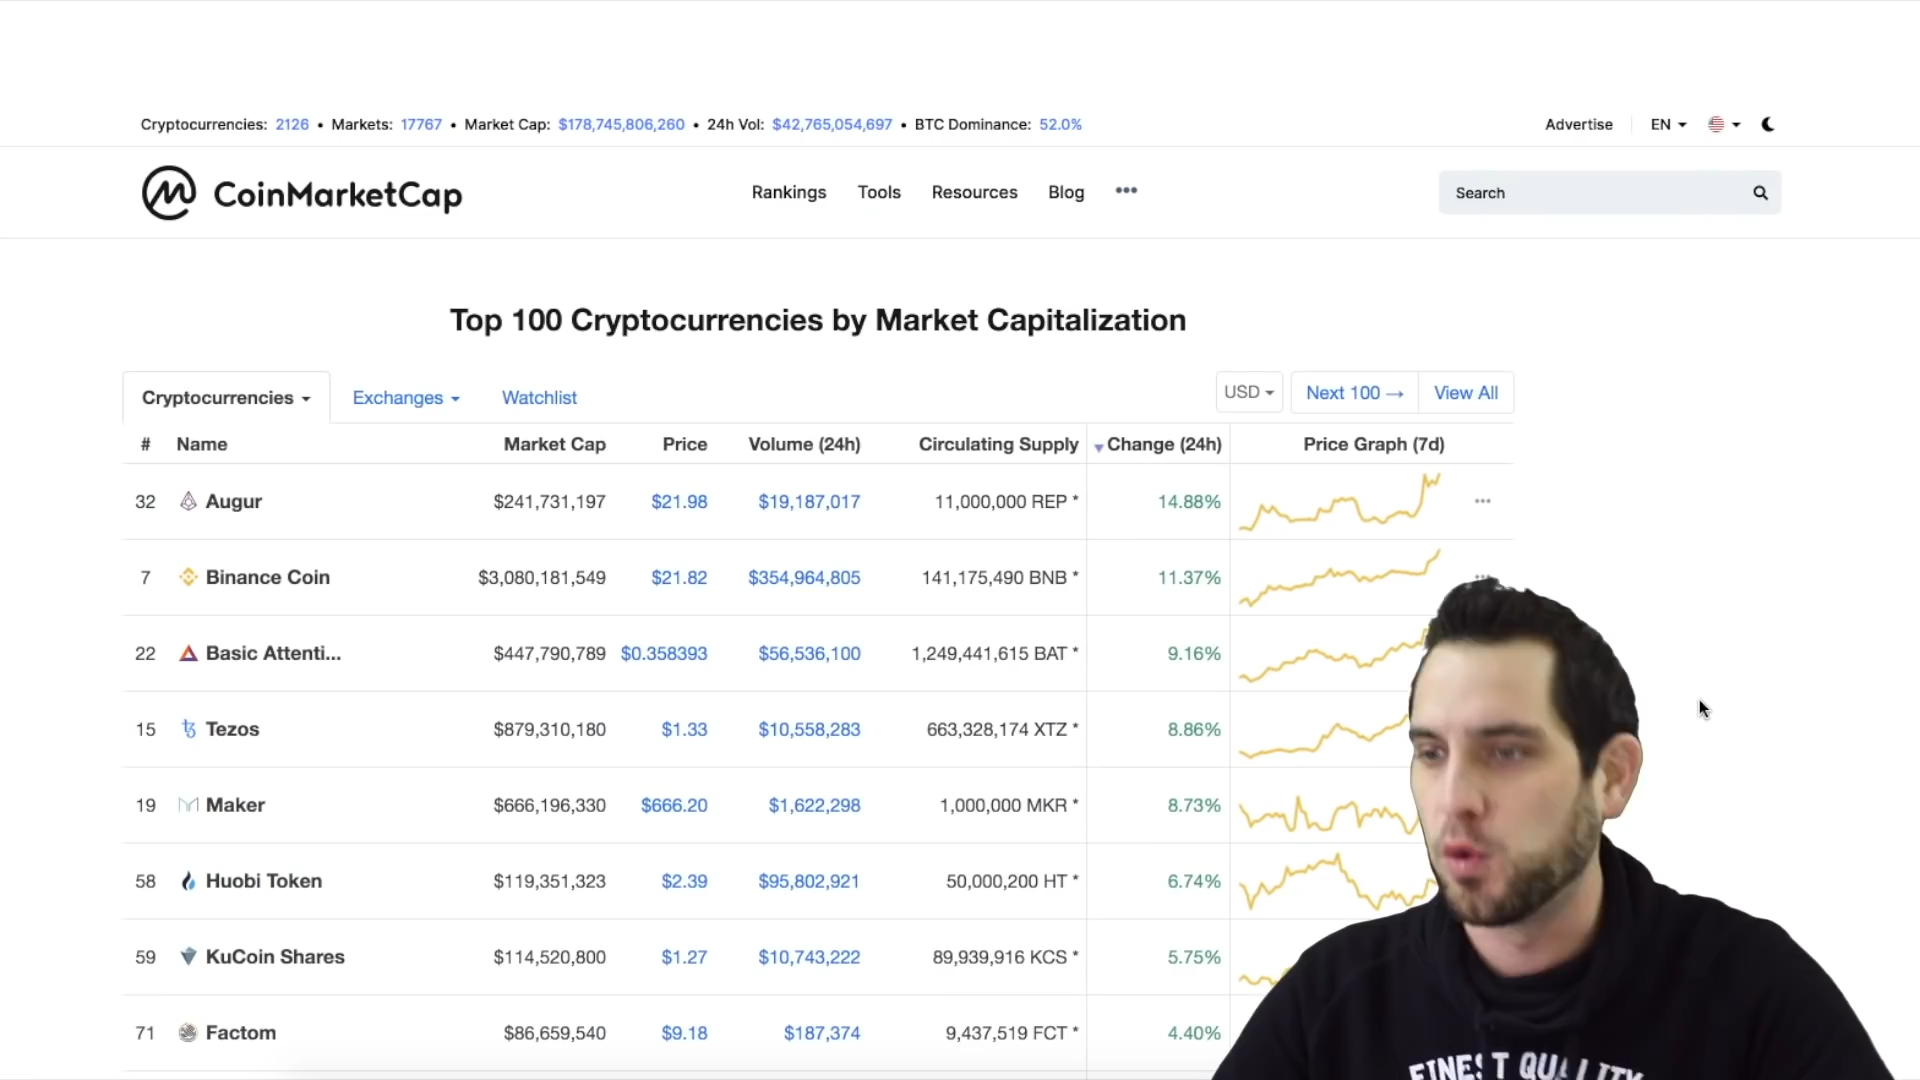 Cryptocurrencies: 2126 • Markets: 17767 • Market Cap: $178,745,806,260 • 24h Vol: $42,765,054,697 • BTC Dominance: 52.0% Advertise EN
CoinMarketCap Rankings Tools Resources Blog ••• Search
Top 100 Cryptocurrencies by Market Capitalization
Cryptocurrencies Exchanges Watchlist USD Next 100 → View All
# Name Market Cap Price Volume (24h) Circulating Supply Change (24h) Price Graph (7d)
32 Augur $241,731,197 $21.98 $19,187,017 11,000,000 REP * 14.88% •••
7 Binance Coin $3,080,181,549 $21.82 $354,964,805 141,175,490 BNB * 11.37%
22 Basic Attenti... $447,790,789 $0.358393 $56,536,100 1,249,441,615 BAT * 9.16%
15 Tezos $879,310,180 $1.33 $10,558,283 663,328,174 XTZ * 8.86%
19 Maker $666,196,330 $666.20 $1,622,298 1,000,000 MKR * 8.73%
58 Huobi Token $119,351,323 $2.39 $95,802,921 50,000,200 HT * 6.74%
59 KuCoin Shares $114,520,800 $1.27 $10,743,222 89,939,916 KCS * 5.75%
71 Factom $86,659,540 $9.18 $187,374 9,437,519 FCT * 4.40%
FINEST QUALITY